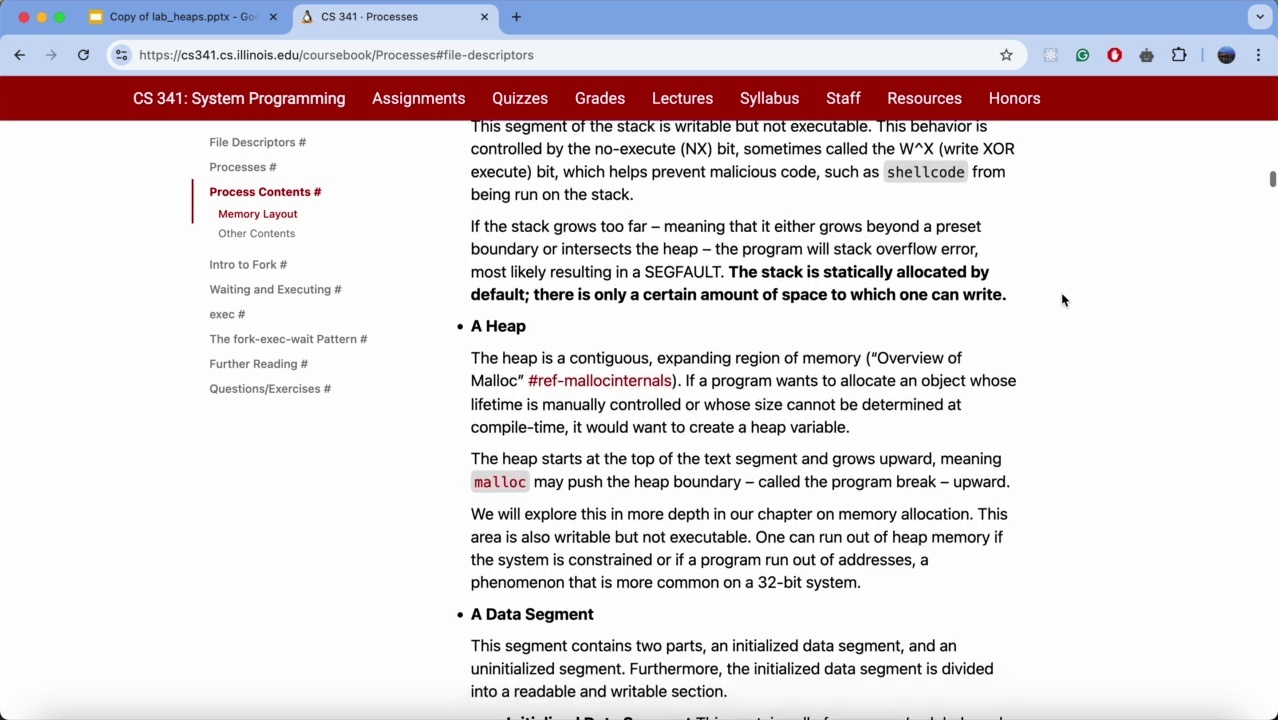 Copy of lab_heaps.pptx - Goo
CS 341 · Processes
https://cs341.cs.illinois.edu/coursebook/Processes#file-descriptors
CS 341: System Programming Assignments Quizzes Grades Lectures Syllabus Staff Resources Honors
File Descriptors #
Processes #
Process Contents #
Memory Layout
Other Contents
Intro to Fork #
Waiting and Executing #
exec #
The fork-exec-wait Pattern #
Further Reading #
Questions/Exercises #
This segment of the stack is writable but not executable. This behavior is
controlled by the no-execute (NX) bit, sometimes called the W^X (write XOR
execute) bit, which helps prevent malicious code, such as shellcode from
being run on the stack.
If the stack grows too far – meaning that it either grows beyond a preset
boundary or intersects the heap – the program will stack overflow error,
most likely resulting in a SEGFAULT. The stack is statically allocated by
default; there is only a certain amount of space to which one can write.
• A Heap
The heap is a contiguous, expanding region of memory (“Overview of
Malloc” #ref-mallocinternals). If a program wants to allocate an object whose
lifetime is manually controlled or whose size cannot be determined at
compile-time, it would want to create a heap variable.
The heap starts at the top of the text segment and grows upward, meaning
malloc may push the heap boundary – called the program break – upward.
We will explore this in more depth in our chapter on memory allocation. This
area is also writable but not executable. One can run out of heap memory if
the system is constrained or if a program run out of addresses, a
phenomenon that is more common on a 32-bit system.
• A Data Segment
This segment contains two parts, an initialized data segment, and an
uninitialized segment. Furthermore, the initialized data segment is divided
into a readable and writable section.